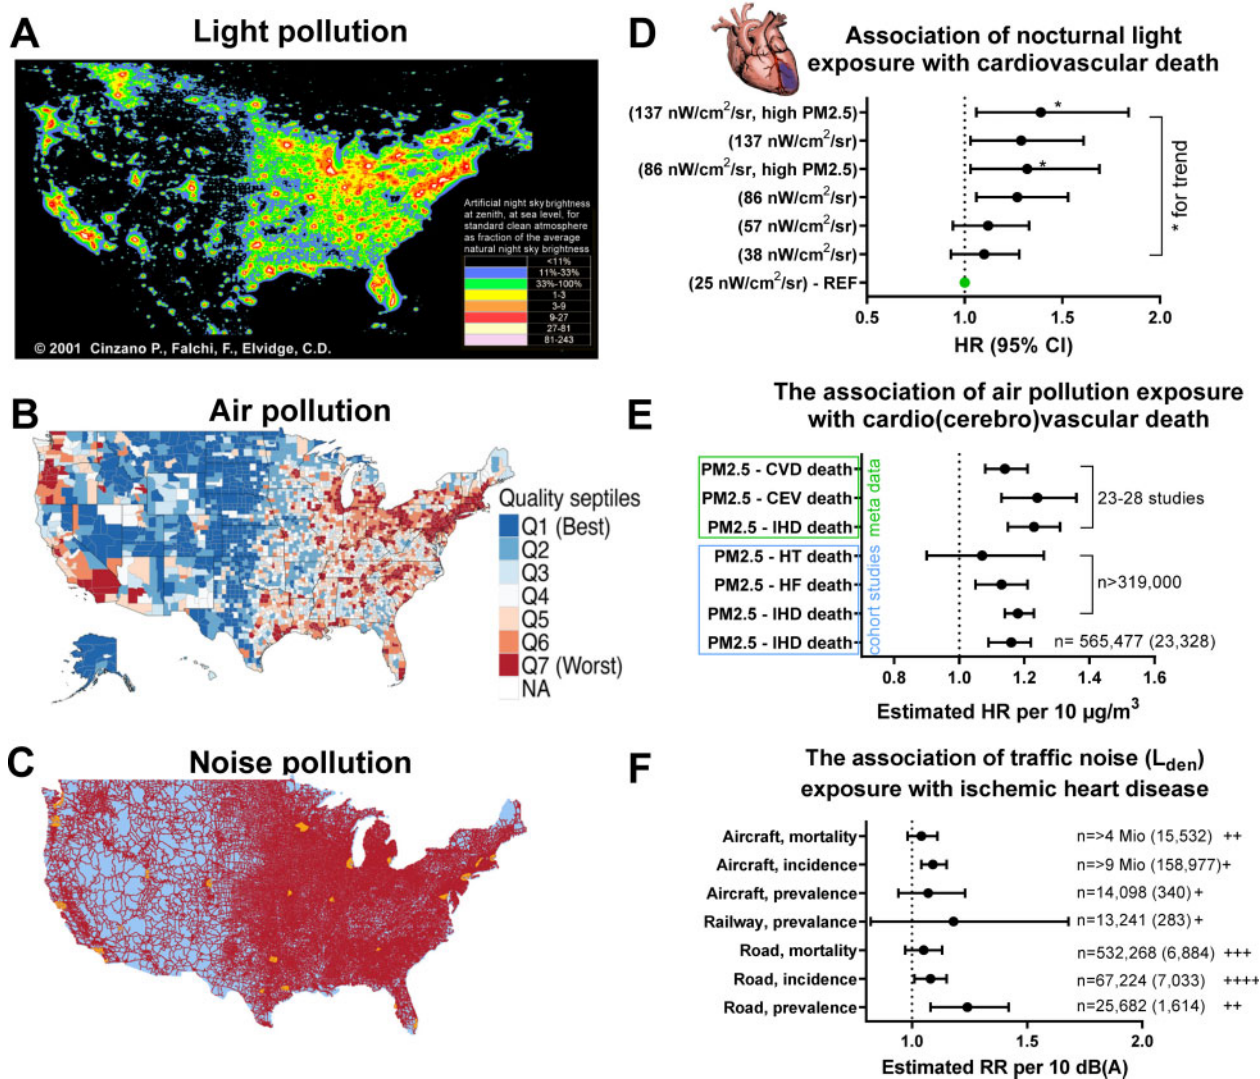 A
Light pollution
Artificial night sky brightness
at zenith, at sea level, for
standard clean atmosphere
as fraction of the average
natural night sky brightness
<11%
11%-33%
33%-100%
1-3
3-9
9-27
27-81
81-243
© 2001 Cinzano P., Falchi, F., Elvidge, C.D.
B
Air pollution
Quality septiles
Q1 (Best)
Q2
Q3
Q4
Q5
Q6
Q7 (Worst)
NA
C
Noise pollution
D
Association of nocturnal light
exposure with cardiovascular death
(137 nW/cm²/sr, high PM2.5)
(137 nW/cm²/sr)
(86 nW/cm²/sr, high PM2.5)
(86 nW/cm²/sr)
(57 nW/cm²/sr)
(38 nW/cm²/sr)
(25 nW/cm²/sr) - REF
*
*
* for trend
0.5 1.0 1.5 2.0
HR (95% CI)
E
The association of air pollution exposure
with cardio(cerebro)vascular death
PM2.5 - CVD death
PM2.5 - CEV death
PM2.5 - IHD death
meta data
23-28 studies
PM2.5 - HT death
PM2.5 - HF death
PM2.5 - IHD death
PM2.5 - IHD death
cohort studies
n>319,000
n= 565,477 (23,328)
0.8 1.0 1.2 1.4 1.6
Estimated HR per 10 µg/m³
F
The association of traffic noise (Lden)
exposure with ischemic heart disease
Aircraft, mortality n=>4 Mio (15,532) ++
Aircraft, incidence n=>9 Mio (158,977)+
Aircraft, prevalence n=14,098 (340) +
Railway, prevalance n=13,241 (283) +
Road, mortality n=532,268 (6,884) +++
Road, incidence n=67,224 (7,033) ++++
Road, prevalence n=25,682 (1,614) ++
1.0 1.5 2.0
Estimated RR per 10 dB(A)